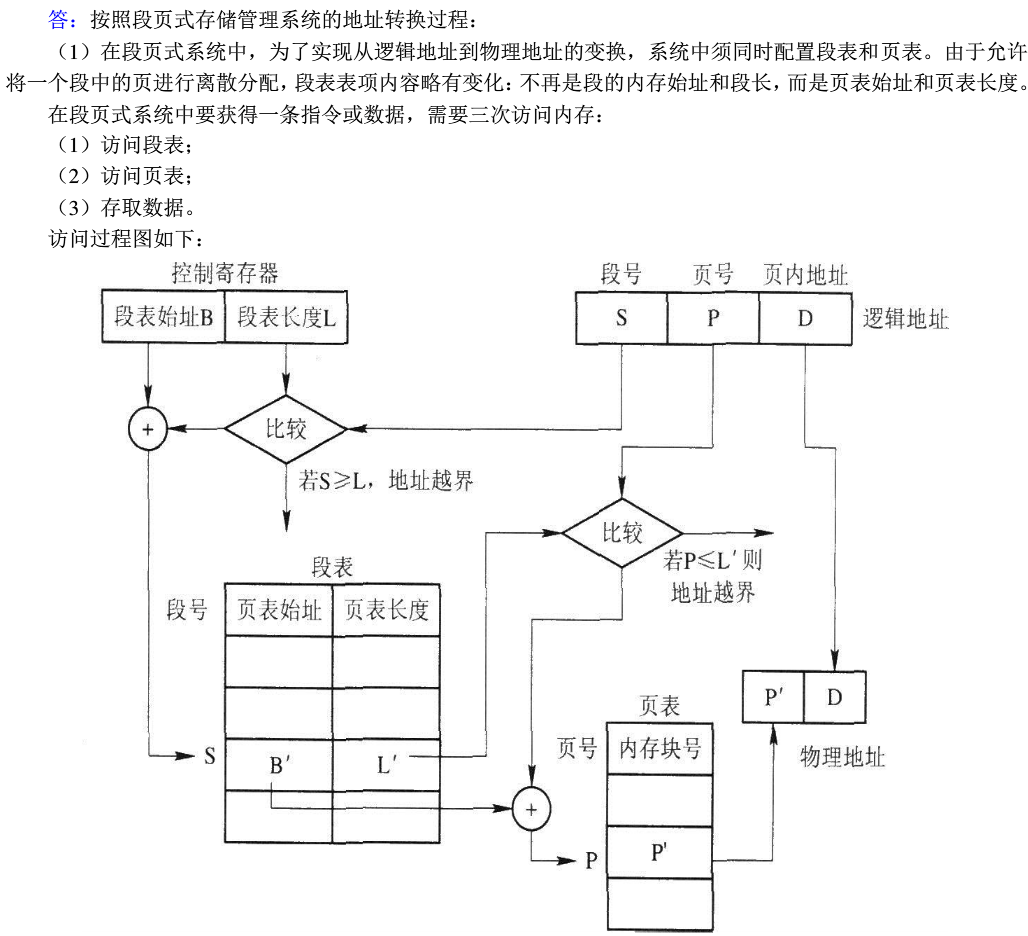 答：按照段页式存储管理系统的地址转换过程：
（1）在段页式系统中，为了实现从逻辑地址到物理地址的变换，系统中须同时配置段表和页表。由于允许
将一个段中的页进行离散分配，段表表项内容略有变化：不再是段的内存始址和段长，而是页表始址和页表长度。
在段页式系统中要获得一条指令或数据，需要三次访问内存：
（1）访问段表；
（2）访问页表；
（3）存取数据。
访问过程图如下：
控制寄存器
段号 页号 页内地址
段表始址B 段表长度L
S P D 逻辑地址
+ 比较
若S≥L，地址越界
比较
若P≤L′则
地址越界
段表
段号 页表始址 页表长度
P′ D
物理地址
页表
页号 内存块号
S B′ L′
+
P P'